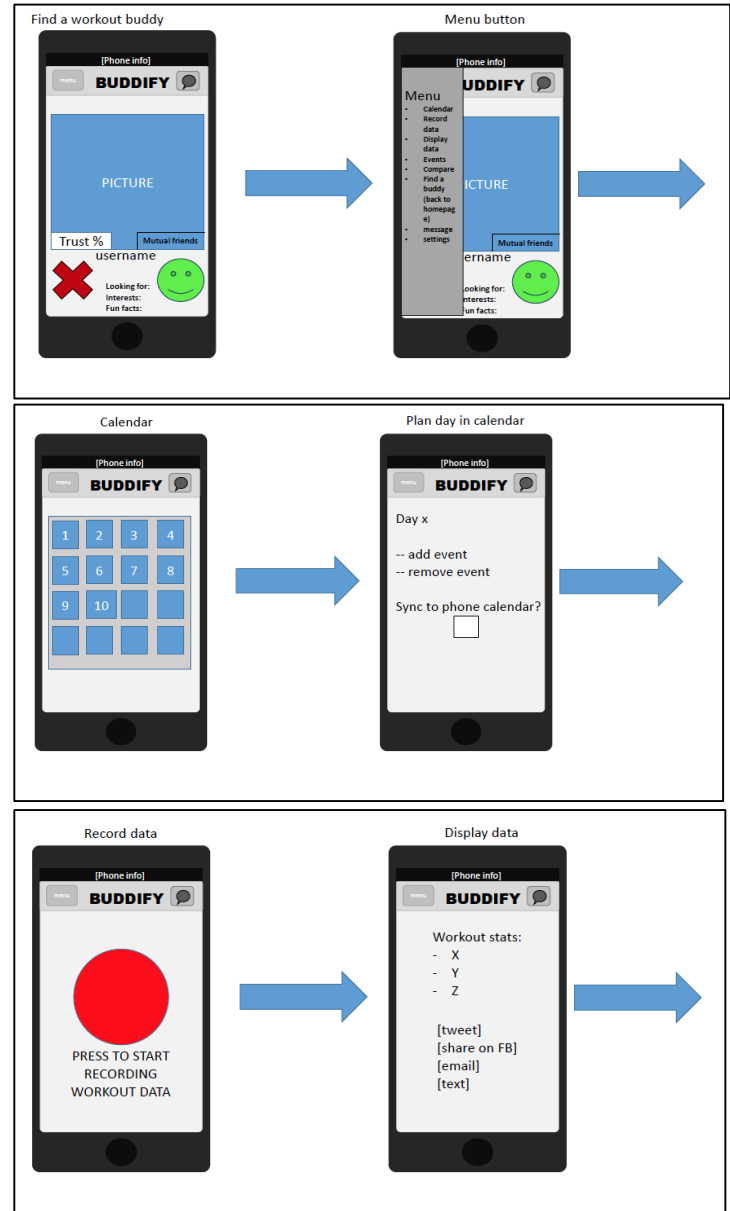 Find a workout buddy
Menu button
[Phone info]
menu
BUDDIFY
PICTURE
Trust %
Mutual friends
username
Looking for:
Interests:
Fun facts:
[Phone info]
UDDIFY
Menu
- Calendar
- Record
data
- Display
data
- Events
- Compare
- Find a
buddy
(back to
homepag
e)
- message
- settings
PICTURE
Mutual friends
ername
ooking for:
nterests:
Fun facts:
Calendar
Plan day in calendar
[Phone info]
menu
BUDDIFY
1 2 3 4
5 6 7 8
9 10
[Phone info]
menu
BUDDIFY
Day x
-- add event
-- remove event
Sync to phone calendar?
Record data
Display data
[Phone info]
menu
BUDDIFY
PRESS TO START
RECORDING
WORKOUT DATA
[Phone info]
menu
BUDDIFY
Workout stats:
- X
- Y
- Z
[tweet]
[share on FB]
[email]
[text]